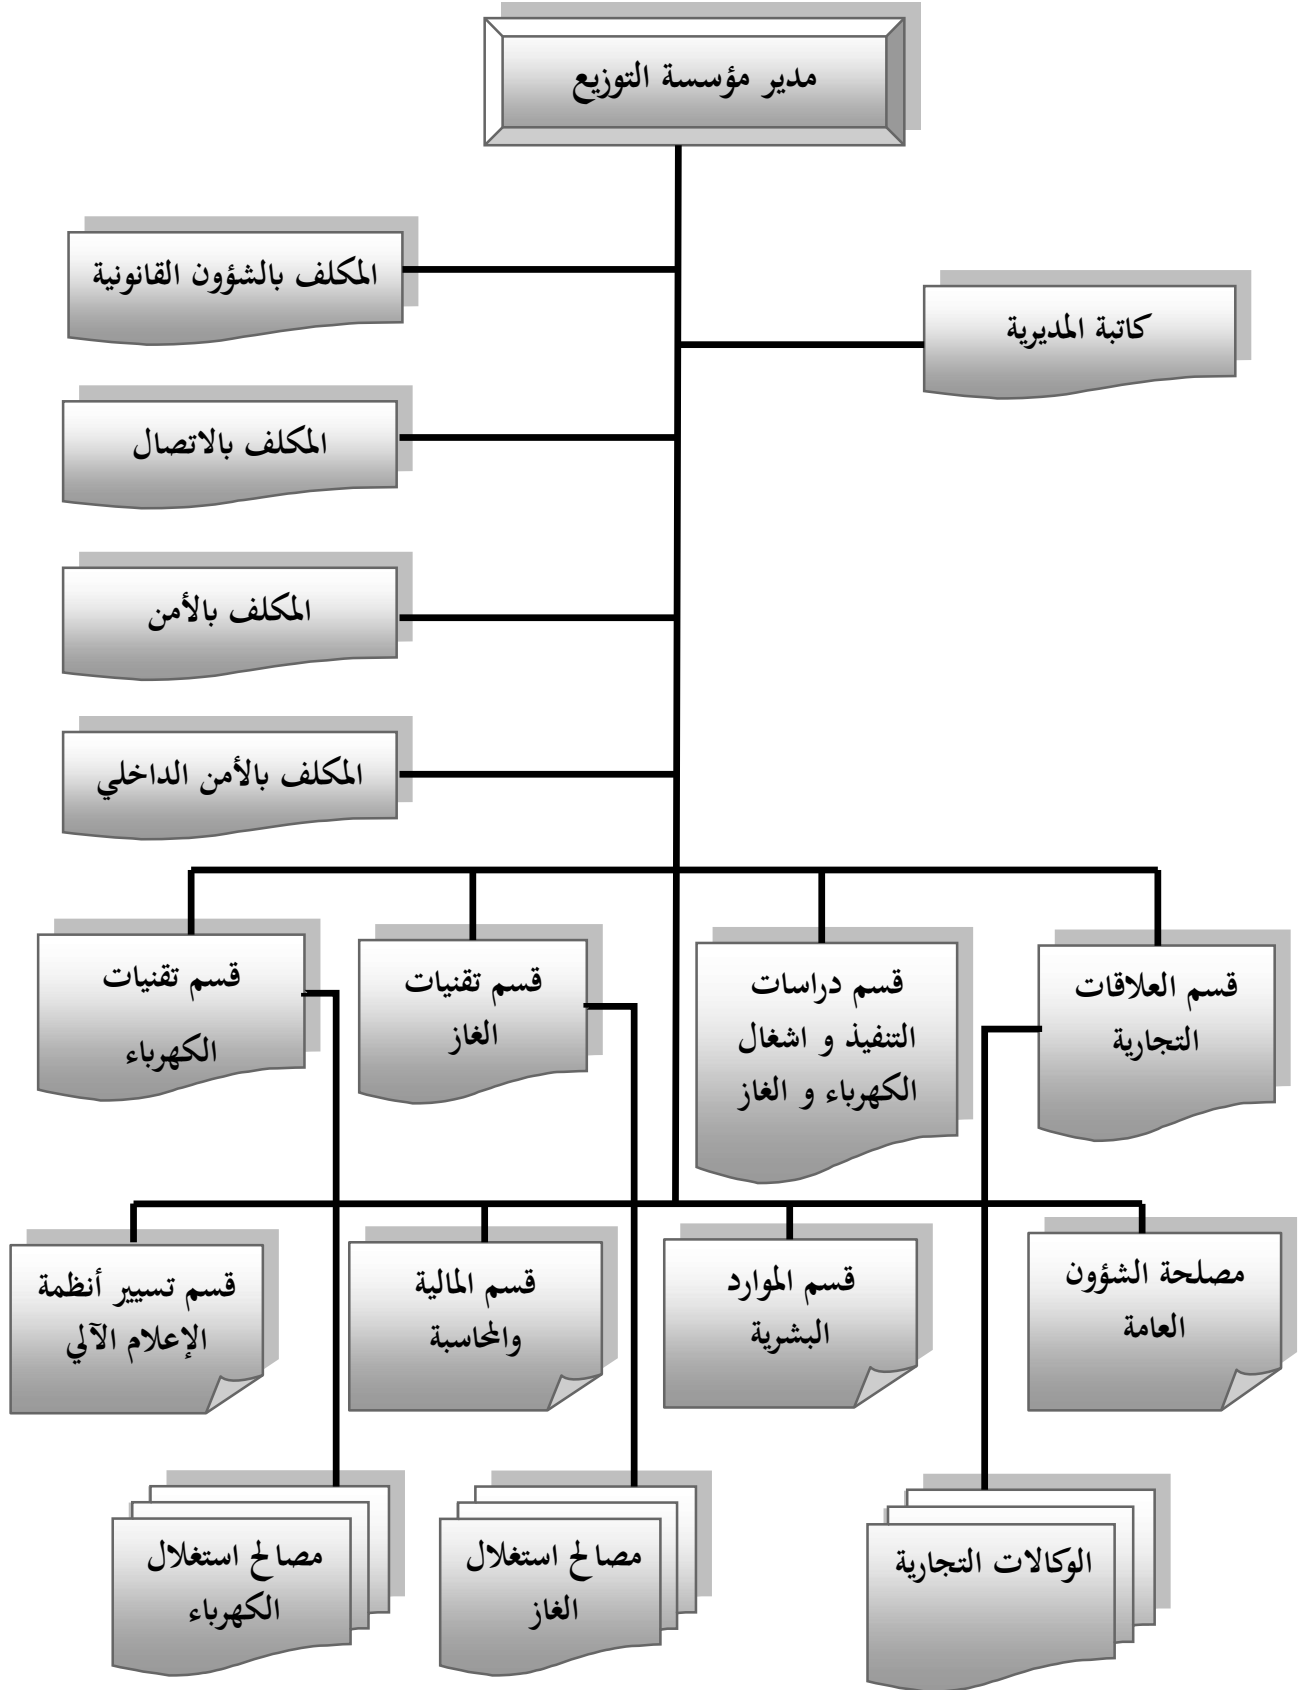 مدير مؤسسة التوزيع
المكلف بالشؤون القانونية
كاتبة المديرية
المكلف بالاتصال
المكلف بالأمن
المكلف بالأمن الداخلي
قسم العلاقات
التجارية
قسم دراسات
التنفيذ و اشغال
الكهرباء و الغاز
قسم تقنيات
الغاز
قسم تقنيات
الكهرباء
مصلحة الشؤون
العامة
قسم الموارد
البشرية
قسم المالية
والمحاسبة
قسم تسيير أنظمة
الإعلام الآلي
الوكالات التجارية
مصالح استغلال
الغاز
مصالح استغلال
الكهرباء